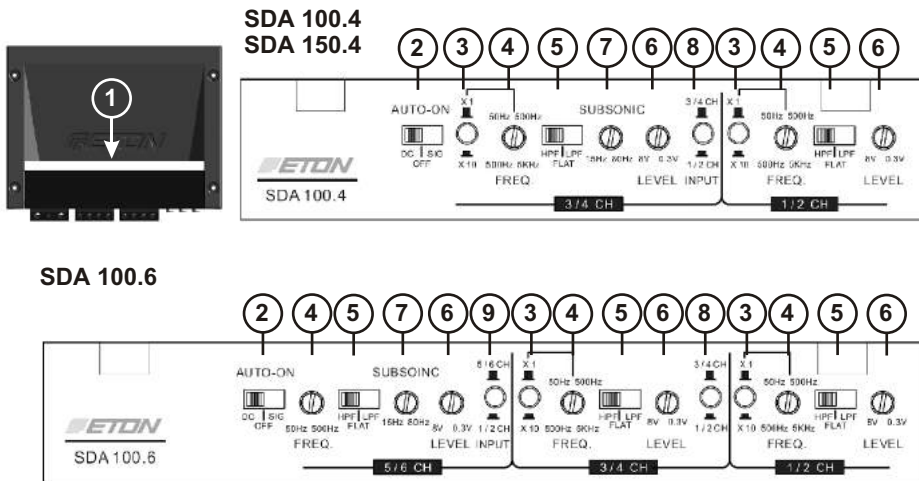 SDA 100.4
SDA 150.4
1
ETON
2 3 4 5 7 6 8 3 4 5 6
AUTO-ON X1 50Hz 500Hz SUBSONIC 3/4 CH X1 50Hz 500Hz
DC SIG OFF X10 500Hz 5KHz HPF LPF FLAT 15Hz 80Hz 8V 0.3V 1/2 CH X10 500Hz 5KHz HPF LPF FLAT 8V 0.3V
FREQ. LEVEL INPUT FREQ. LEVEL
ETON
SDA 100.4
3/4 CH 1/2 CH
SDA 100.6
2 4 5 7 6 9 3 4 5 6 8 3 4 5 6
AUTO-ON SUBSOINC 5/6 CH X1 50Hz 500Hz 3/4 CH X1 50Hz 500Hz
DC SIG OFF 50Hz 500Hz HPF LPF FLAT 15Hz 80Hz 8V 0.3V 1/2 CH X10 500Hz 5KHz HPF LPF FLAT 8V 0.3V 1/2 CH X10 500Hz 5KHz HPF LPF FLAT 8V 0.3V
FREQ. LEVEL INPUT FREQ. LEVEL FREQ. LEVEL
ETON
SDA 100.6
5/6 CH 3/4 CH 1/2 CH